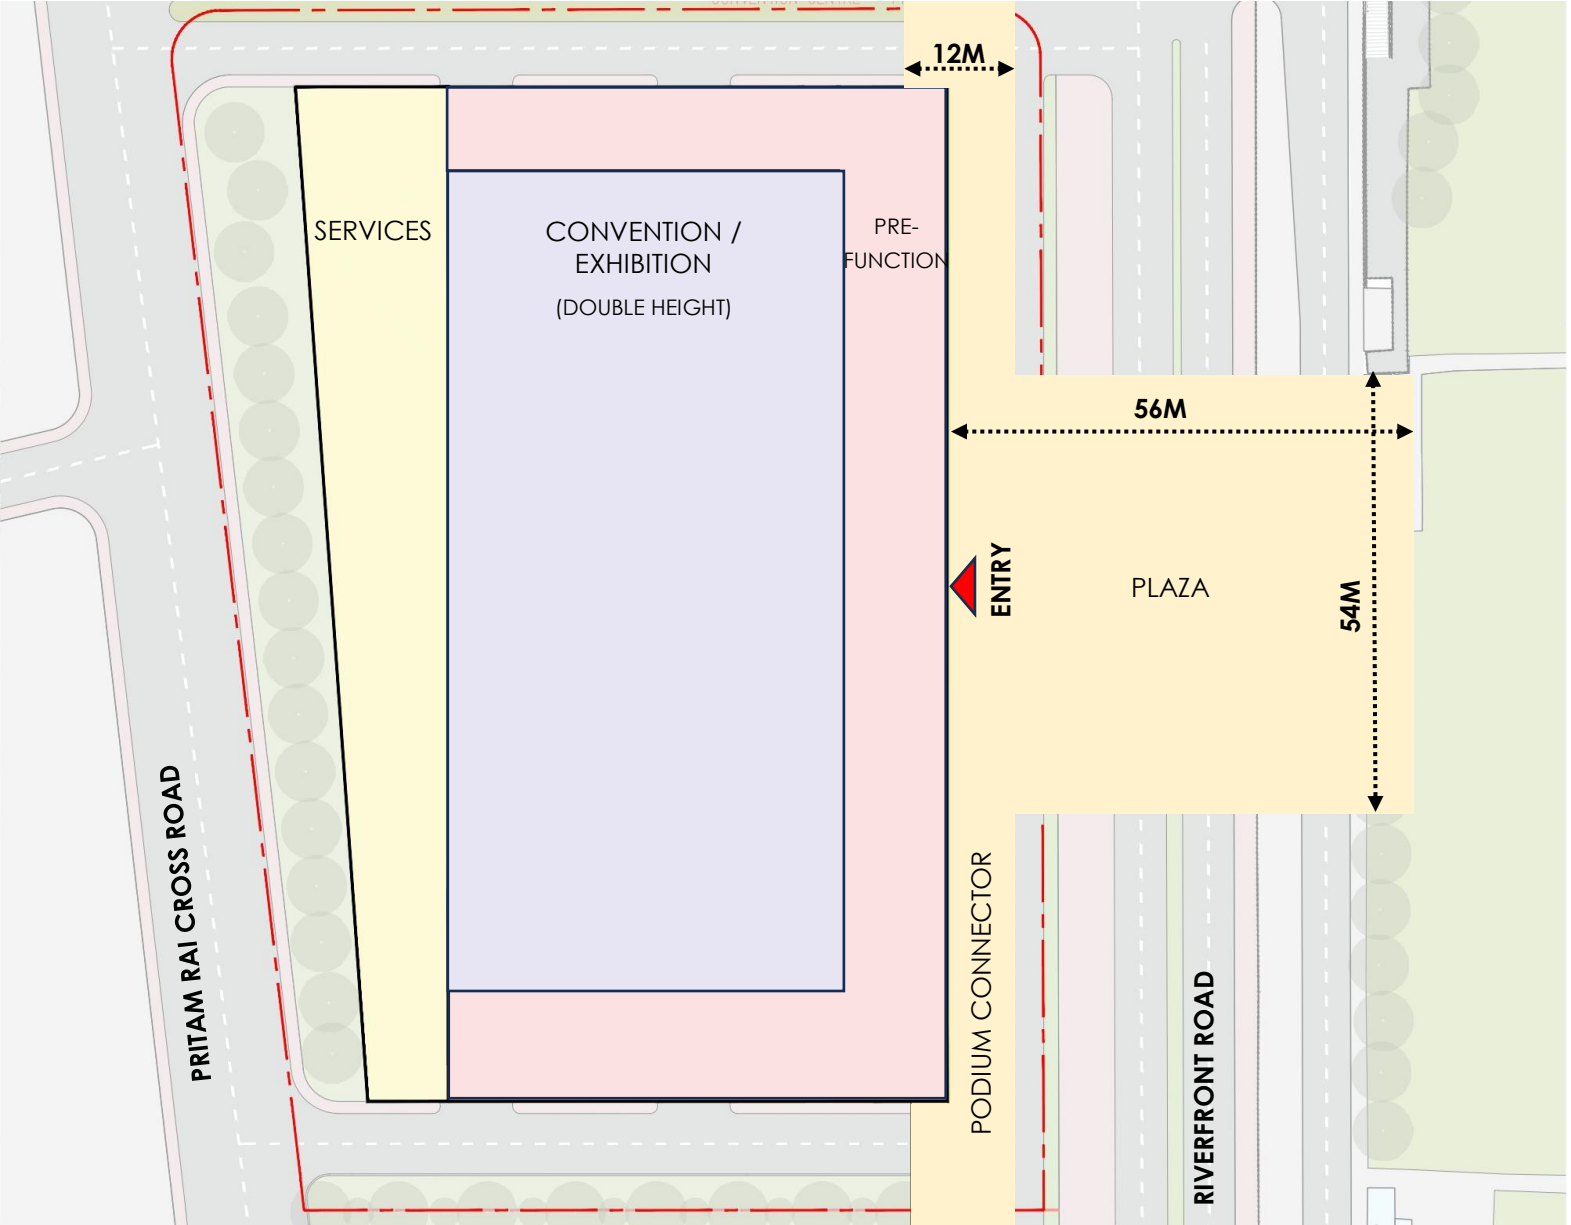 12M
SERVICES
CONVENTION /
EXHIBITION
(DOUBLE HEIGHT)
PRE-
FUNCTION
56M
ENTRY
PLAZA
54M
PRITAM RAI CROSS ROAD
PODIUM CONNECTOR
RIVERFRONT ROAD